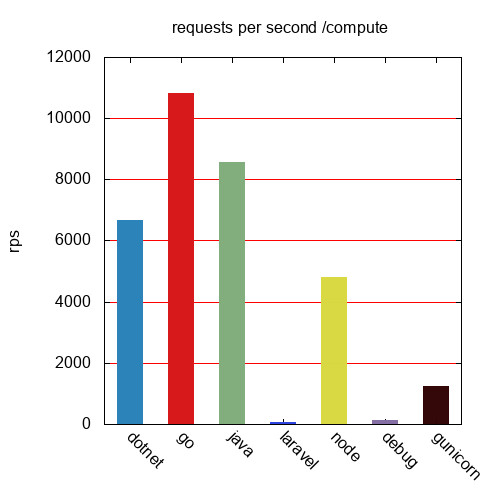 requests per second /compute
12000
10000
8000
6000
4000
2000
0
rps
dotnet
go
java
laravel
node
debug
gunicorn